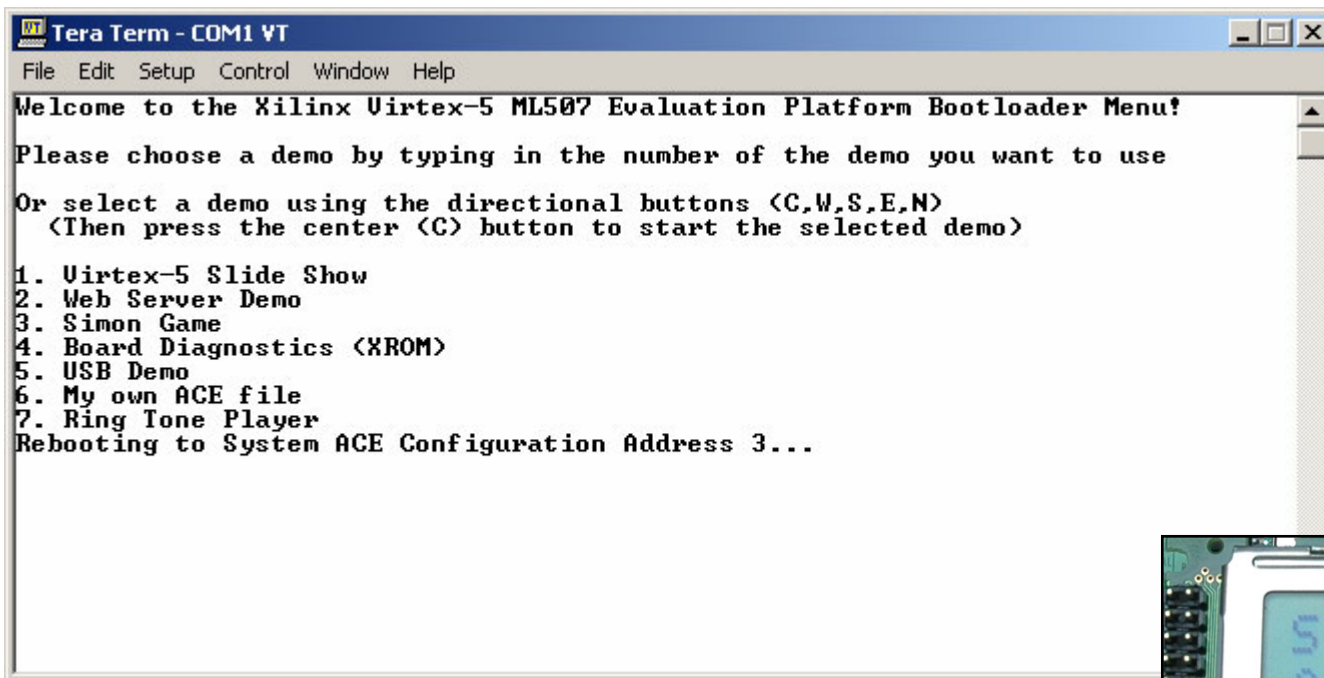 Tera Term - COM1 VT
File Edit Setup Control Window Help
Welcome to the Xilinx Virtex-5 ML507 Evaluation Platform Bootloader Menu!
Please choose a demo by typing in the number of the demo you want to use
Or select a demo using the directional buttons (C,W,S,E,N)
(Then press the center (C) button to start the selected demo)
1. Virtex-5 Slide Show
2. Web Server Demo
3. Simon Game
4. Board Diagnostics (XROM)
5. USB Demo
6. My own ACE file
7. Ring Tone Player
Rebooting to System ACE Configuration Address 3...